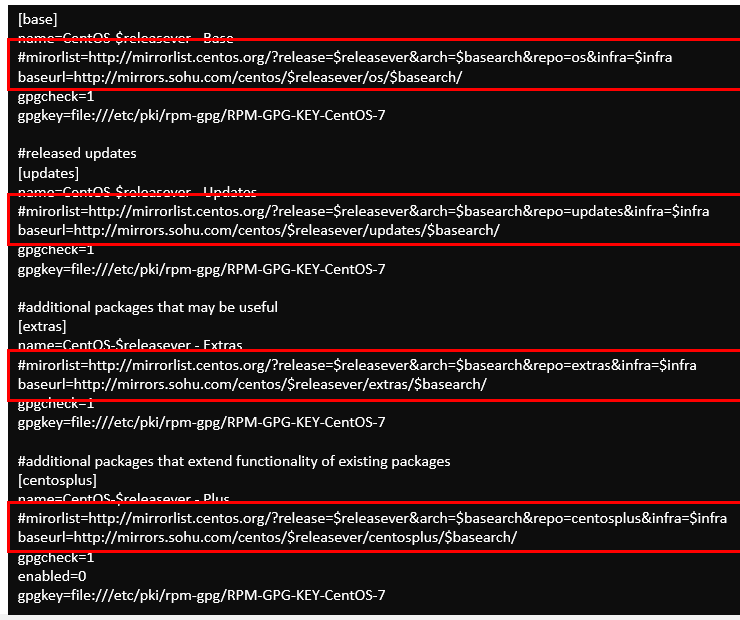 [base]
name=CentOS-$releasever - Base
#mirorlist=http://mirrorlist.centos.org/?release=$releasever&arch=$basearch&repo=os&infra=$infra
baseurl=http://mirrors.sohu.com/centos/$releasever/os/$basearch/
gpgcheck=1
gpgkey=file:///etc/pki/rpm-gpg/RPM-GPG-KEY-CentOS-7
#released updates
[updates]
name=CentOS-$releasever - Updates
#mirorlist=http://mirrorlist.centos.org/?release=$releasever&arch=$basearch&repo=updates&infra=$infra
baseurl=http://mirrors.sohu.com/centos/$releasever/updates/$basearch/
gpgcheck=1
gpgkey=file:///etc/pki/rpm-gpg/RPM-GPG-KEY-CentOS-7
#additional packages that may be useful
[extras]
name=CentOS-$releasever - Extras
#mirorlist=http://mirrorlist.centos.org/?release=$releasever&arch=$basearch&repo=extras&infra=$infra
baseurl=http://mirrors.sohu.com/centos/$releasever/extras/$basearch/
gpgcheck=1
gpgkey=file:///etc/pki/rpm-gpg/RPM-GPG-KEY-CentOS-7
#additional packages that extend functionality of existing packages
[centosplus]
name=CentOS-$releasever - Plus
#mirorlist=http://mirrorlist.centos.org/?release=$releasever&arch=$basearch&repo=centosplus&infra=$infra
baseurl=http://mirrors.sohu.com/centos/$releasever/centosplus/$basearch/
gpgcheck=1
enabled=0
gpgkey=file:///etc/pki/rpm-gpg/RPM-GPG-KEY-CentOS-7